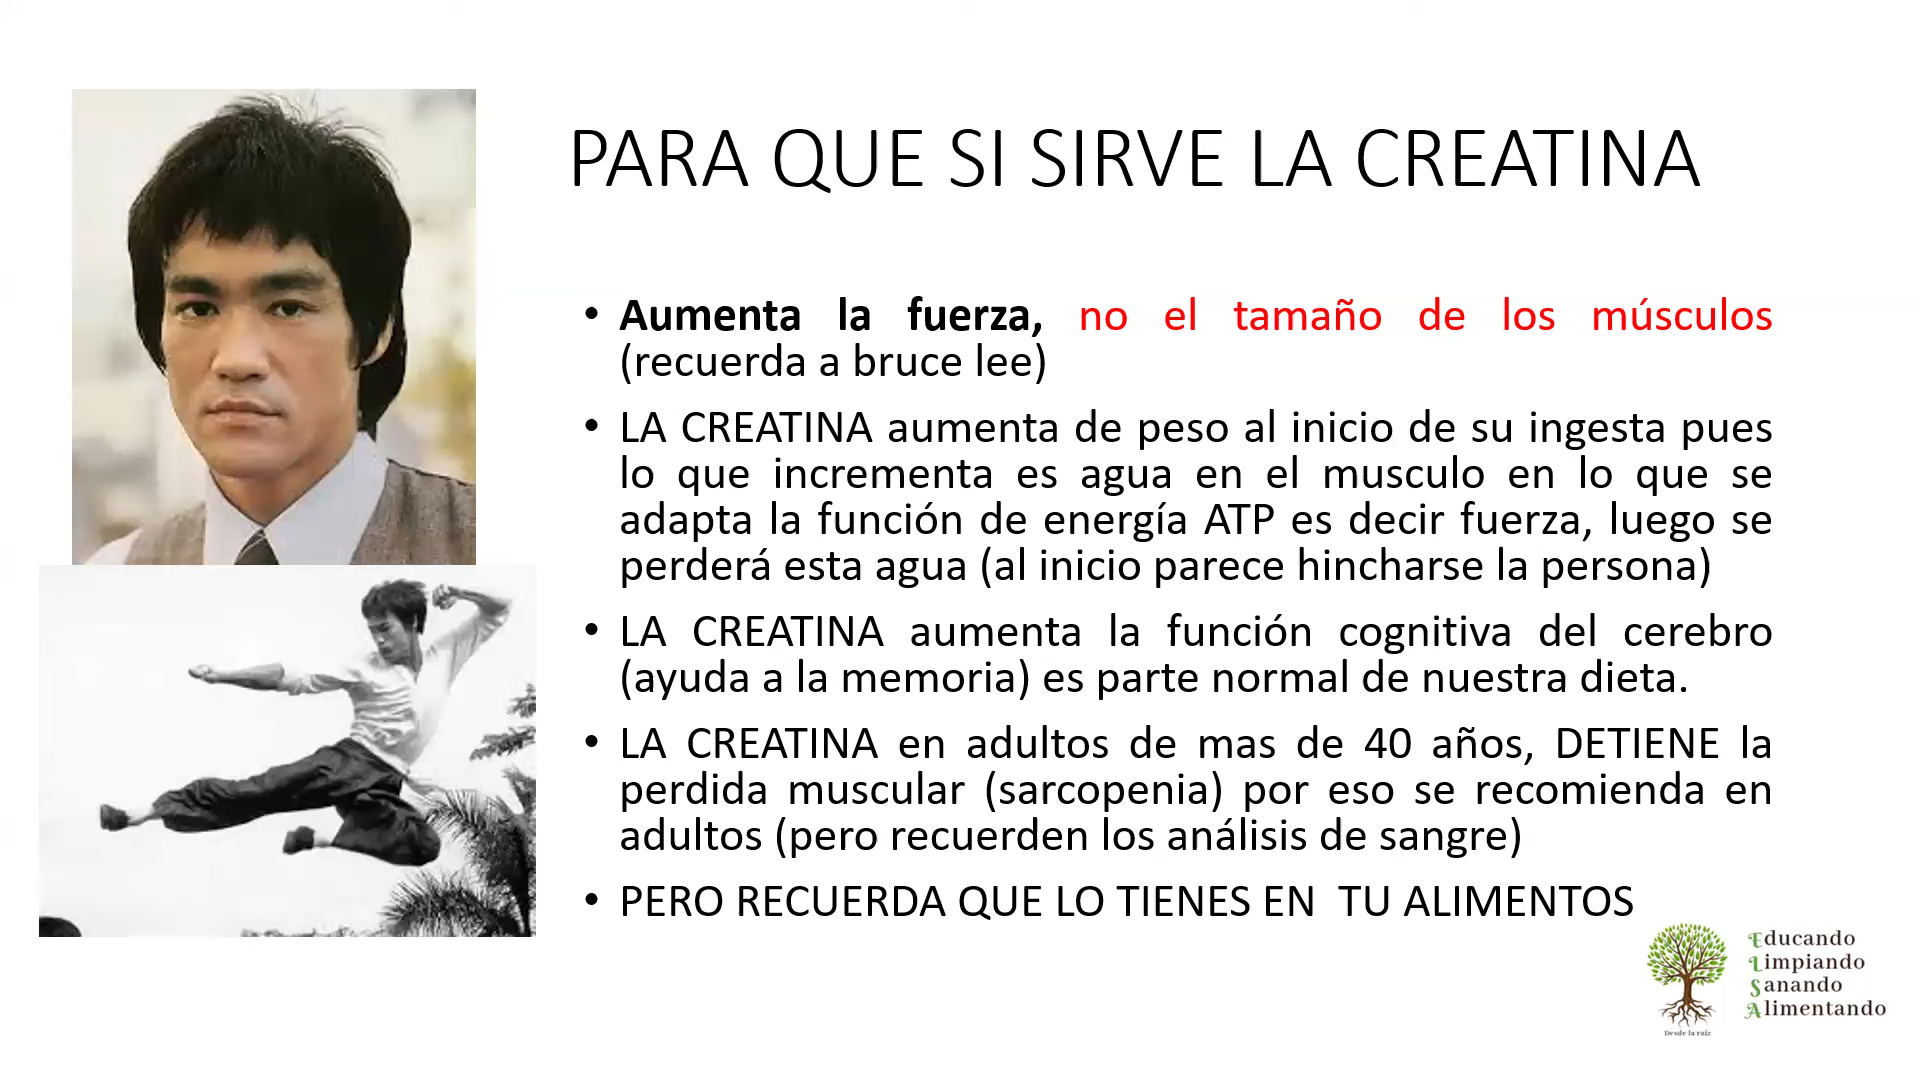 PARA QUE SI SIRVE LA CREATINA
• Aumenta la fuerza, no el tamaño de los músculos
(recuerda a bruce lee)
• LA CREATINA aumenta de peso al inicio de su ingesta pues
lo que incrementa es agua en el musculo en lo que se
adapta la función de energía ATP es decir fuerza, luego se
perderá esta agua (al inicio parece hincharse la persona)
• LA CREATINA aumenta la función cognitiva del cerebro
(ayuda a la memoria) es parte normal de nuestra dieta.
• LA CREATINA en adultos de mas de 40 años, DETIENE la
perdida muscular (sarcopenia) por eso se recomienda en
adultos (pero recuerden los análisis de sangre)
• PERO RECUERDA QUE LO TIENES EN TU ALIMENTOS
Educando
Limpiando
Sanando
Alimentando
Desde la raíz